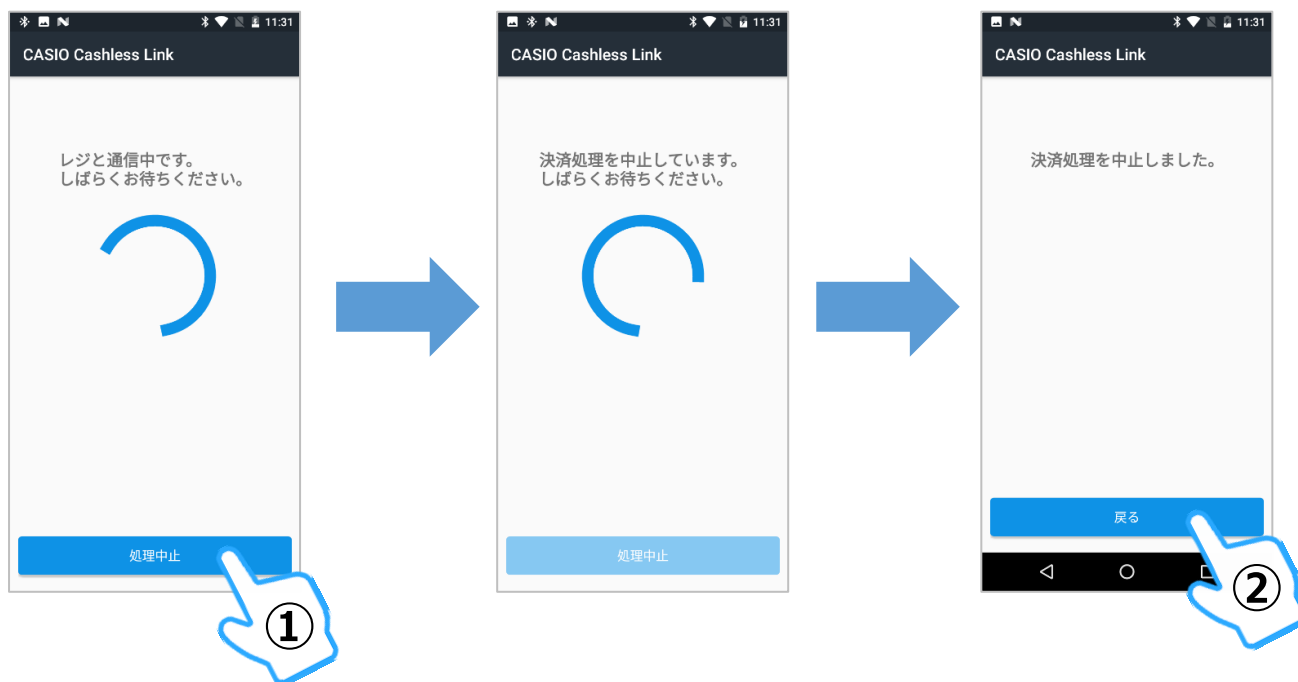 11:31
CASIO Cashless Link
レジと通信中です。
しばらくお待ちください。
処理中止
①
11:31
CASIO Cashless Link
決済処理を中止しています。
しばらくお待ちください。
処理中止
11:31
CASIO Cashless Link
決済処理を中止しました。
戻る
②